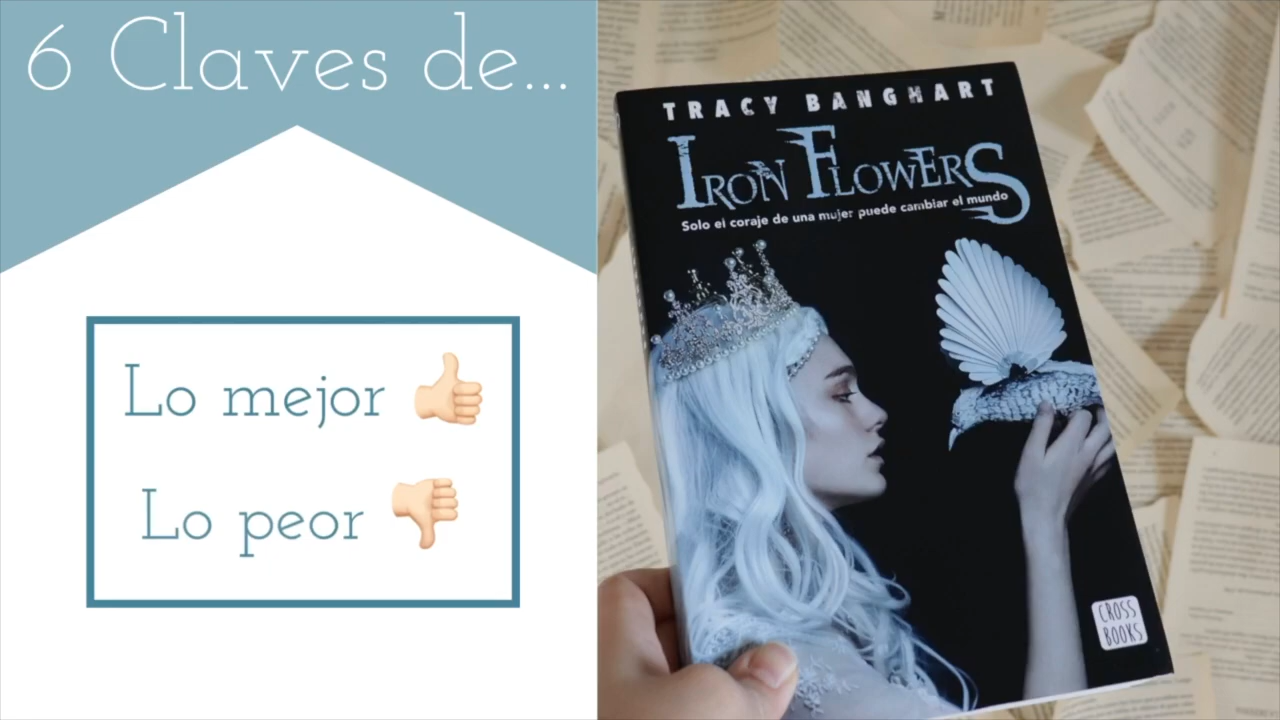 6 Claves de...
Lo mejor 👍🏻
Lo peor 👎🏻
TRACY BANGHART
IRON FLOWERS
Solo el coraje de una mujer puede cambiar el mundo
CROSS
BOOKS